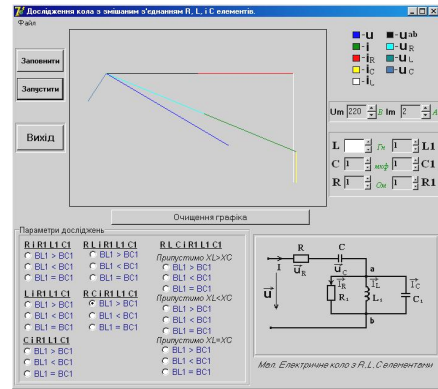 Дослідження кола з змішаним з'єднанням R, L, і C елементів.
Файл
Заповнити
Запустити
Вихід
-u
-uab
-i
-uR
-iR
-uL
-iC
-uC
-iL
Um 220 В Im 2 А
L Гн 1 L1
C 1 мкф 1 C1
R 1 Ом 1 R1
Очищення графіка
Параметри досліджень
R i R1 L1 C1
BL1 > BC1
BL1 < BC1
BL1 = BC1
L i R1 L1 C1
BL1 > BC1
BL1 < BC1
BL1 = BC1
C i R1 L1 C1
BL1 > BC1
BL1 < BC1
BL1 = BC1
R L i R1 L1 C1
BL1 > BC1
BL1 < BC1
BL1 = BC1
R C i R1 L1 C1
BL1 > BC1
BL1 < BC1
BL1 = BC1
R L C i R1 L1 C1
Припустимо XL>XC
BL1 > BC1
BL1 < BC1
BL1 = BC1
Припустимо XL<XC
BL1 > BC1
BL1 < BC1
BL1 = BC1
Припустимо XL=XC
BL1 > BC1
BL1 < BC1
BL1 = BC1
R C
I uR uC a
u IR IL IC
R1 L1 C1
b
Мал. Електричне коло з R,L,C елементами